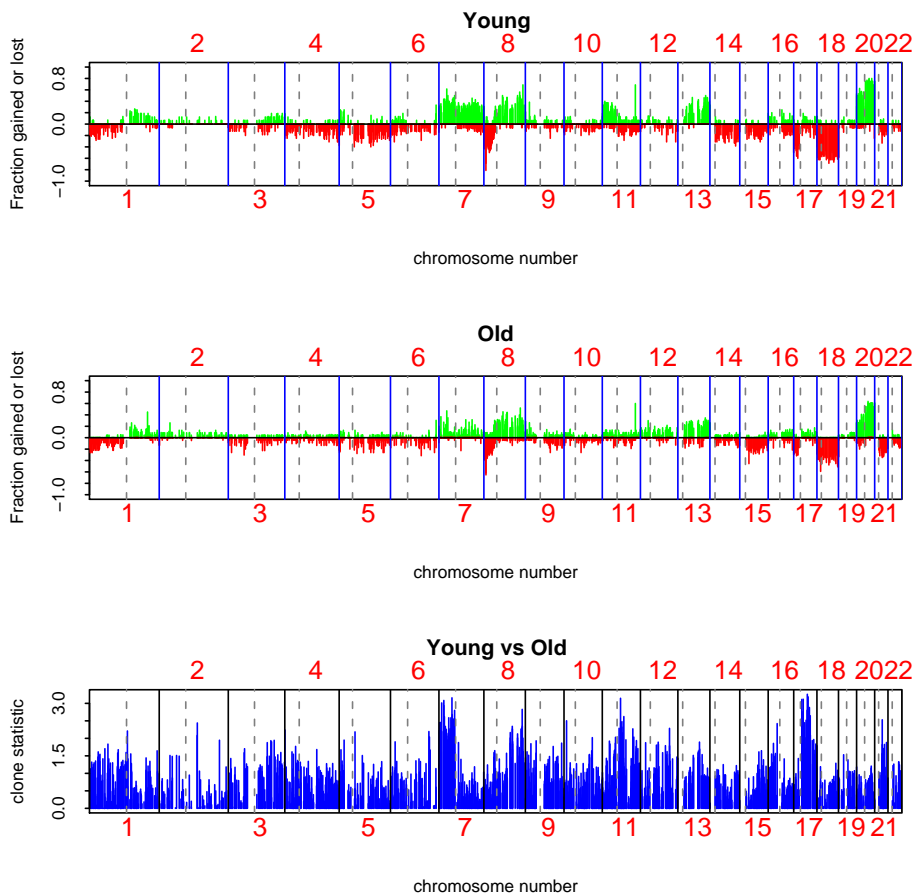 Young
2 4 6 8 10 12 14 16 18 20 22
Fraction gained or lost
0.8
0.0
−1.0
1 3 5 7 9 11 13 15 17 19 21
chromosome number
Old
2 4 6 8 10 12 14 16 18 20 22
Fraction gained or lost
0.8
0.0
−1.0
1 3 5 7 9 11 13 15 17 19 21
chromosome number
Young vs Old
2 4 6 8 10 12 14 16 18 20 22
clone statistic
3.0
1.5
0.0
1 3 5 7 9 11 13 15 17 19 21
chromosome number